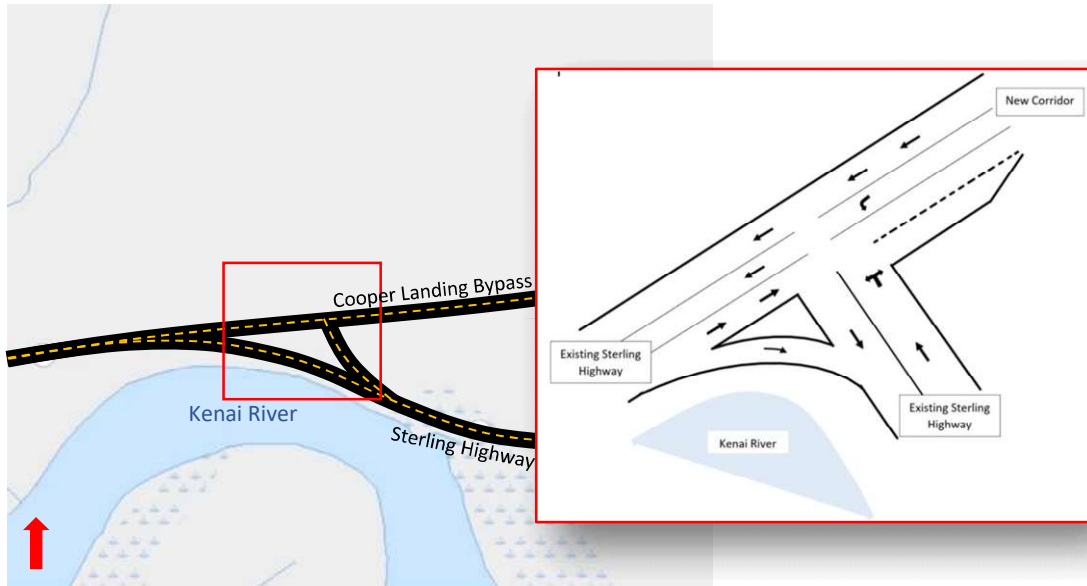 Cooper Landing Bypass
Kenai River
Sterling Highway
New Corridor
Existing Sterling
Highway
Existing Sterling
Highway
Kenai River